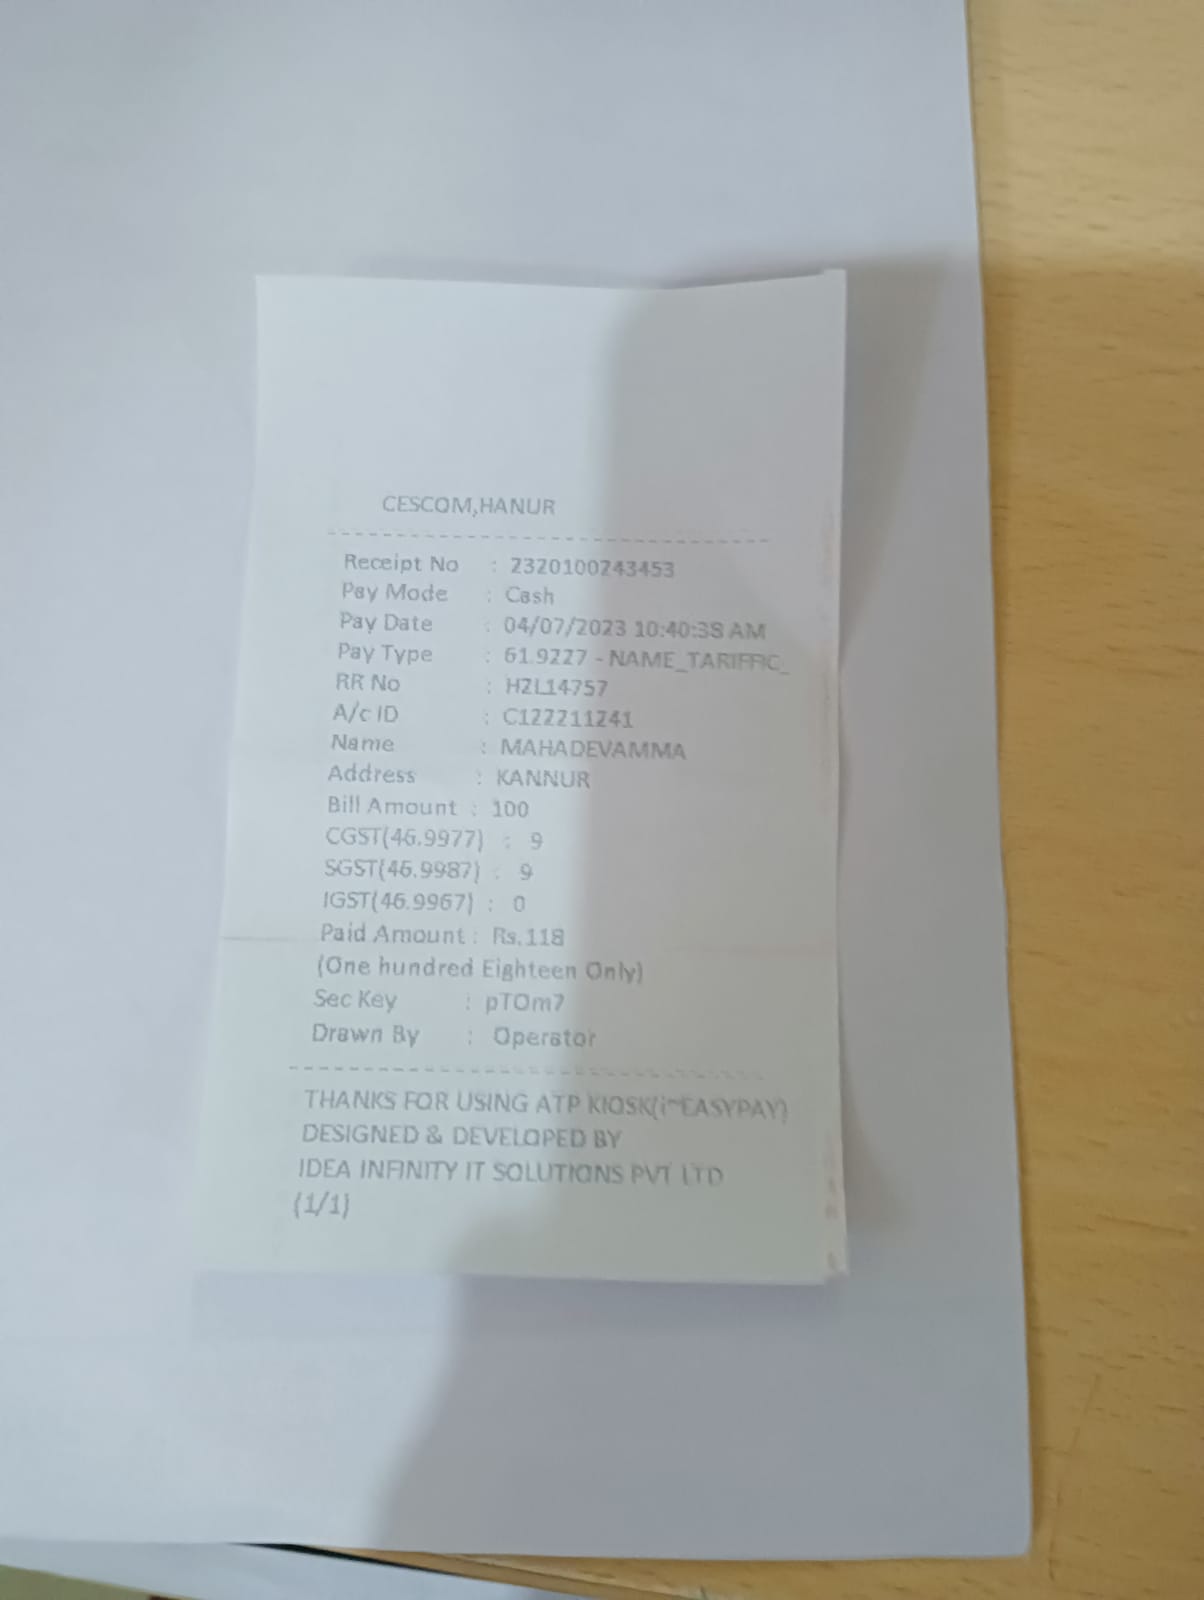 CESCOM,HANUR
Receipt No : 2320100243453
Pay Mode : Cash
Pay Date : 04/07/2023 10:40:38 AM
Pay Type : 61.9227 - NAME_TARIFFIC_
RR No : HZL14757
A/c ID : C122211241
Name : MAHADEVAMMA
Address : KANNUR
Bill Amount : 100
CGST(46.9977) : 9
SGST(46.9987) : 9
IGST(46.9967) : 0
Paid Amount : Rs.118
(One hundred Eighteen Only)
Sec Key : pTOm7
Drawn By : Operator
THANKS FOR USING ATP KIOSK(i~EASYPAY)
DESIGNED & DEVELOPED BY
IDEA INFINITY IT SOLUTIONS PVT LTD
(1/1)